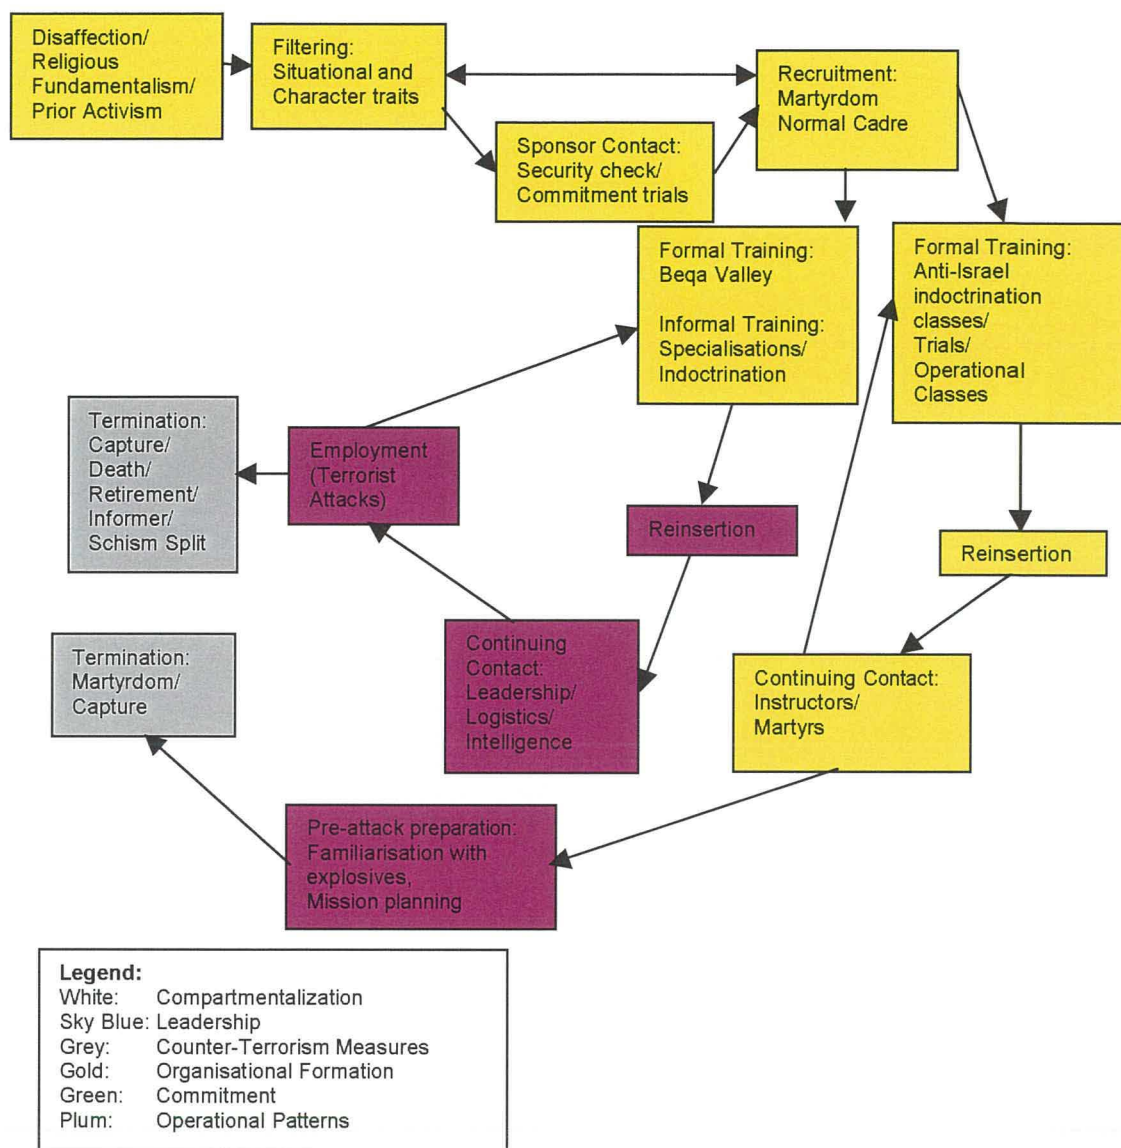 Disaffection/
Religious
Fundamentalism/
Prior Activism
Filtering:
Situational and
Character traits
Recruitment:
Martyrdom
Normal Cadre
Sponsor Contact:
Security check/
Commitment trials
Formal Training:
Beqa Valley
Informal Training:
Specialisations/
Indoctrination
Formal Training:
Anti-Israel
indoctrination
classes/
Trials/
Operational
Classes
Termination:
Capture/
Death/
Retirement/
Informer/
Schism Split
Employment
(Terrorist
Attacks)
Reinsertion
Reinsertion
Termination:
Martyrdom/
Capture
Continuing
Contact:
Leadership/
Logistics/
Intelligence
Continuing Contact:
Instructors/
Martyrs
Pre-attack preparation:
Familiarisation with
explosives,
Mission planning
Legend:
White: Compartmentalization
Sky Blue: Leadership
Grey: Counter-Terrorism Measures
Gold: Organisational Formation
Green: Commitment
Plum: Operational Patterns